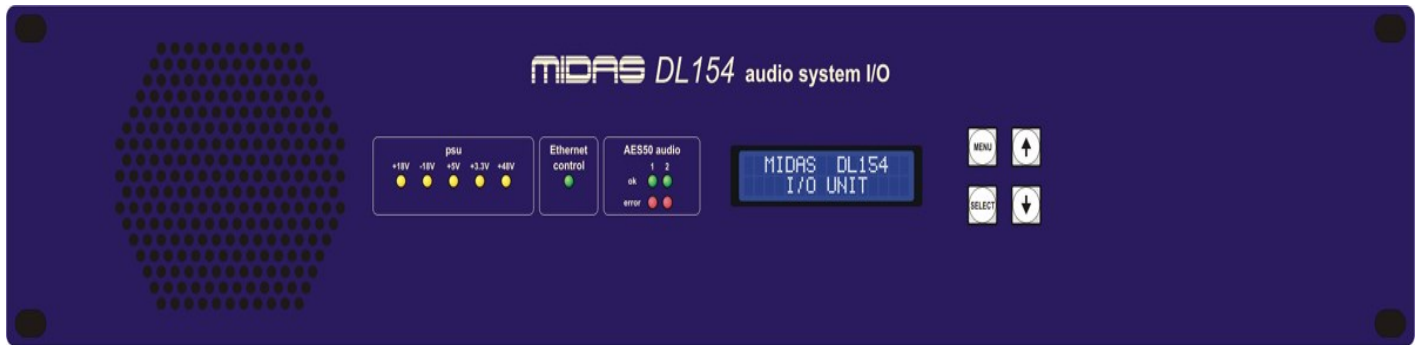 MIDAS DL154 audio system I/O
psu
+18V -18V +5V +3.3V +48V
Ethernet
control
AES50 audio
1 2
ok
error
MIDAS DL154
I/O UNIT
MENU
SELECT